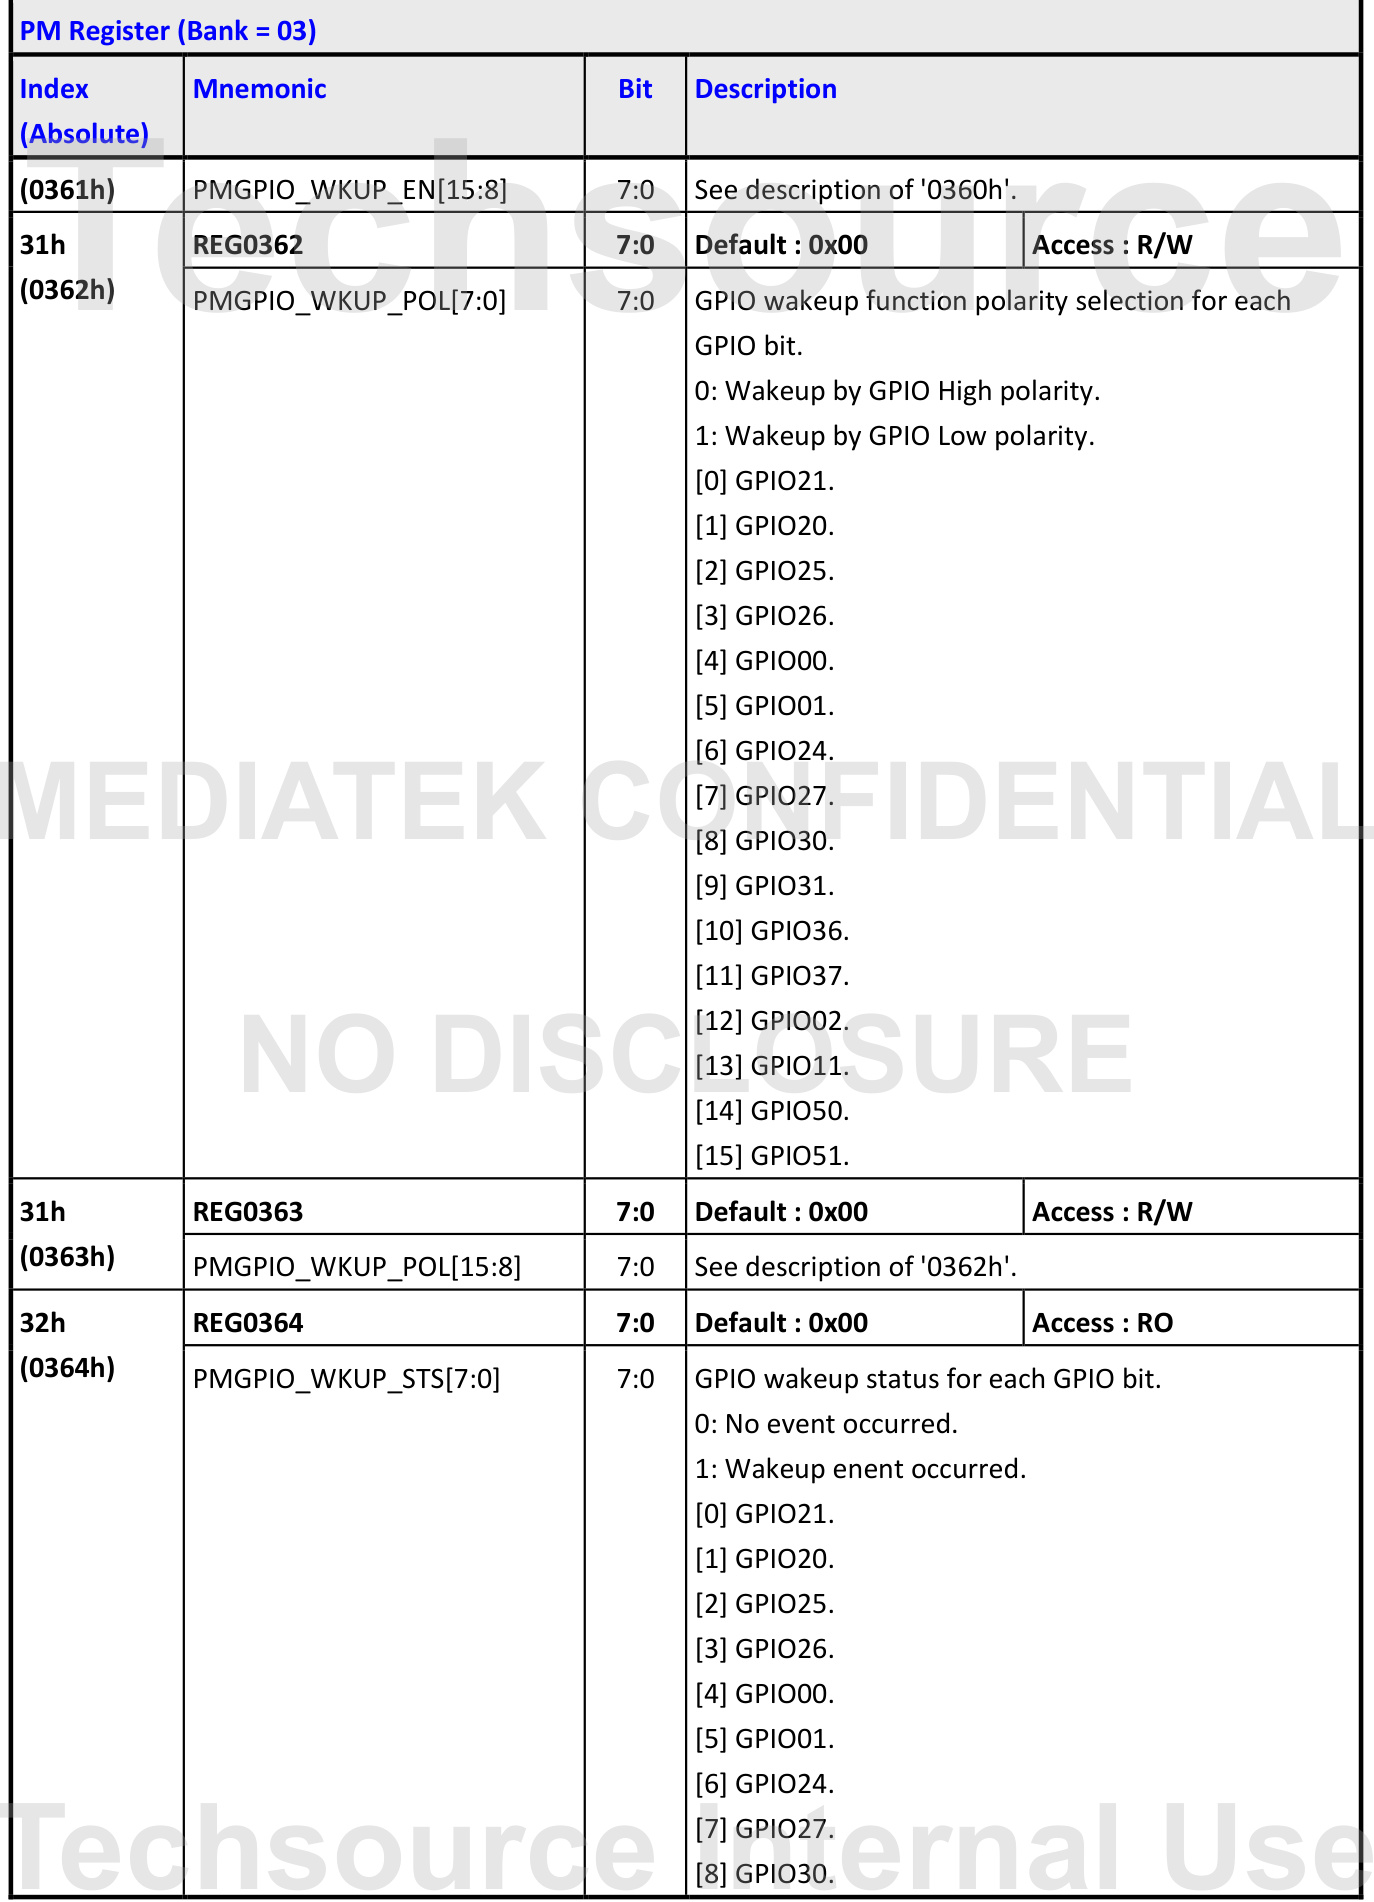 PM Register (Bank = 03)
Index (Absolute) Mnemonic Bit Description
(0361h) PMGPIO_WKUP_EN[15:8] 7:0 See description of '0360h'.
31h (0362h) REG0362 7:0 Default : 0x00 Access : R/W
PMGPIO_WKUP_POL[7:0] 7:0 GPIO wakeup function polarity selection for each
GPIO bit.
0: Wakeup by GPIO High polarity.
1: Wakeup by GPIO Low polarity.
[0] GPIO21.
[1] GPIO20.
[2] GPIO25.
[3] GPIO26.
[4] GPIO00.
[5] GPIO01.
[6] GPIO24.
[7] GPIO27.
[8] GPIO30.
[9] GPIO31.
[10] GPIO36.
[11] GPIO37.
[12] GPIO02.
[13] GPIO11.
[14] GPIO50.
[15] GPIO51.
31h (0363h) REG0363 7:0 Default : 0x00 Access : R/W
PMGPIO_WKUP_POL[15:8] 7:0 See description of '0362h'.
32h (0364h) REG0364 7:0 Default : 0x00 Access : RO
PMGPIO_WKUP_STS[7:0] 7:0 GPIO wakeup status for each GPIO bit.
0: No event occurred.
1: Wakeup enent occurred.
[0] GPIO21.
[1] GPIO20.
[2] GPIO25.
[3] GPIO26.
[4] GPIO00.
[5] GPIO01.
[6] GPIO24.
[7] GPIO27.
[8] GPIO30.
Techsource
MEDIATEK CONFIDENTIAL
NO DISCLOSURE
Techsource Internal Use